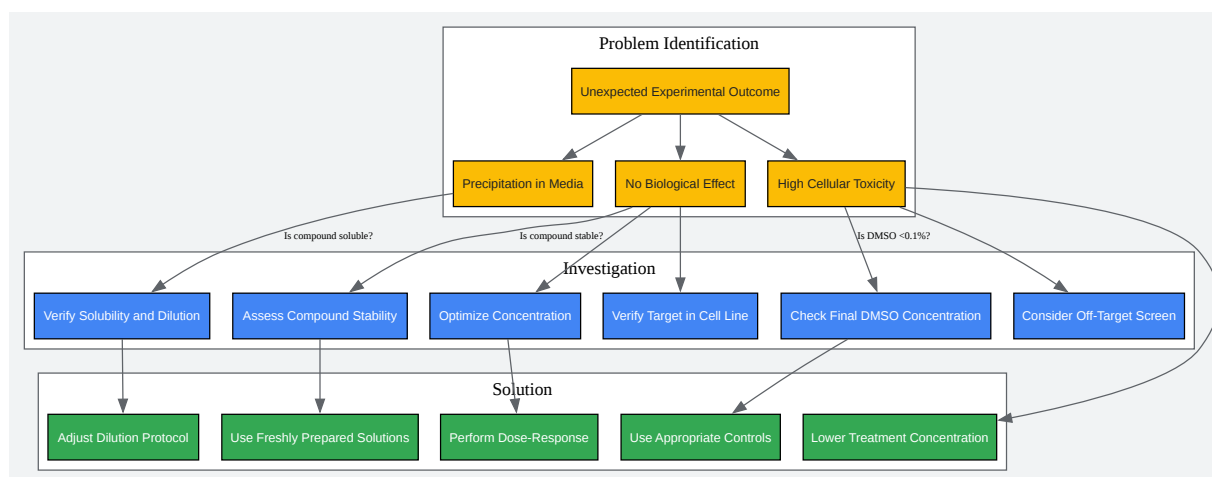 Problem Identification
Unexpected Experimental Outcome
Precipitation in Media
No Biological Effect
High Cellular Toxicity
Is compound soluble?
Is compound stable?
Is DMSO <0.1%?
Investigation
Verify Solubility and Dilution
Assess Compound Stability
Optimize Concentration
Verify Target in Cell Line
Check Final DMSO Concentration
Consider Off-Target Screen
Solution
Adjust Dilution Protocol
Use Freshly Prepared Solutions
Perform Dose-Response
Use Appropriate Controls
Lower Treatment Concentration